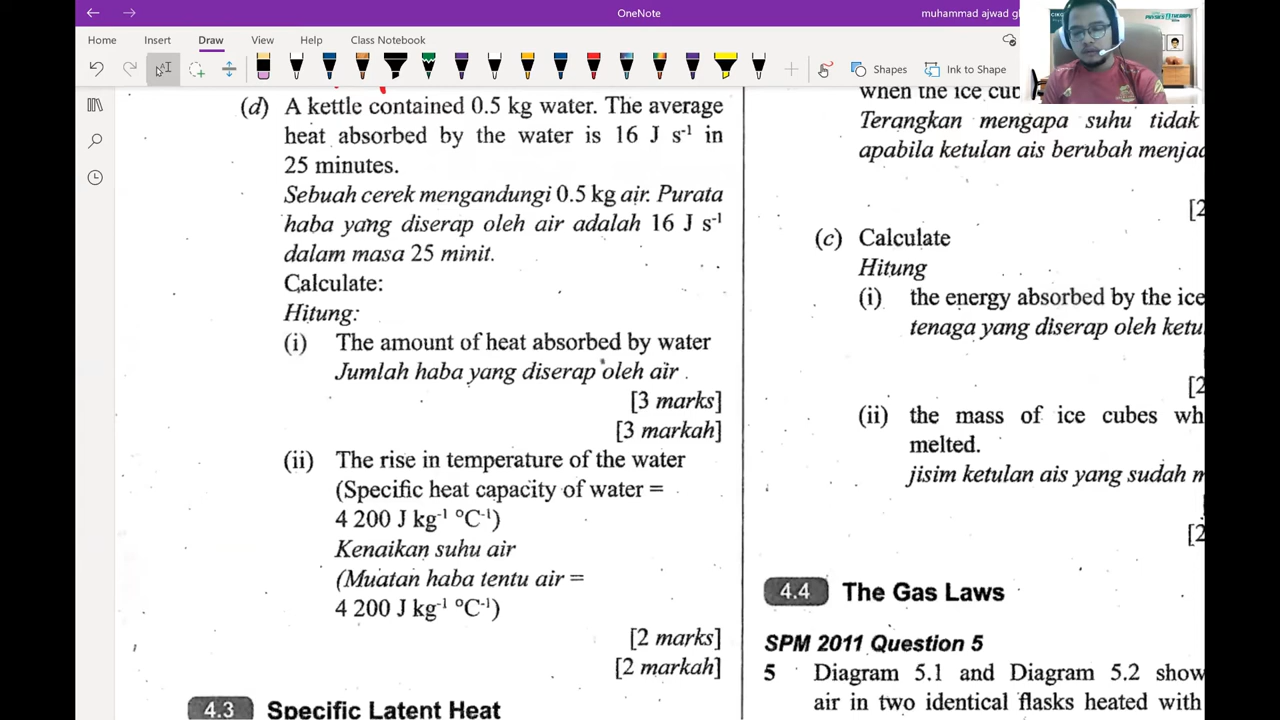 OneNote
muhammad ajwad gh
Home Insert Draw View Help Class Notebook
Shapes
Ink to Shape
PHYSICS THERAPY
(d) A kettle contained 0.5 kg water. The average
heat absorbed by the water is 16 J s⁻¹ in
25 minutes.
Sebuah cerek mengandungi 0.5 kg air. Purata
haba yang diserap oleh air adalah 16 J s⁻¹
dalam masa 25 minit.
Calculate:
Hitung:
(i) The amount of heat absorbed by water
Jumlah haba yang diserap oleh air .
[3 marks]
[3 markah]
(ii) The rise in temperature of the water
(Specific heat capacity of water =
4 200 J kg⁻¹ °C⁻¹)
Kenaikan suhu air
(Muatan haba tentu air =
4 200 J kg⁻¹ °C⁻¹)
[2 marks]
[2 markah]
4.3 Specific Latent Heat
when the ice cub
Terangkan mengapa suhu tidak
apabila ketulan ais berubah menjad
[2
(c) Calculate
Hitung
(i) the energy absorbed by the ice
tenaga yang diserap oleh ketu
[2
(ii) the mass of ice cubes wh
melted.
jisim ketulan ais yang sudah m
[2
4.4 The Gas Laws
SPM 2011 Question 5
5 Diagram 5.1 and Diagram 5.2 show
air in two identical flasks heated with